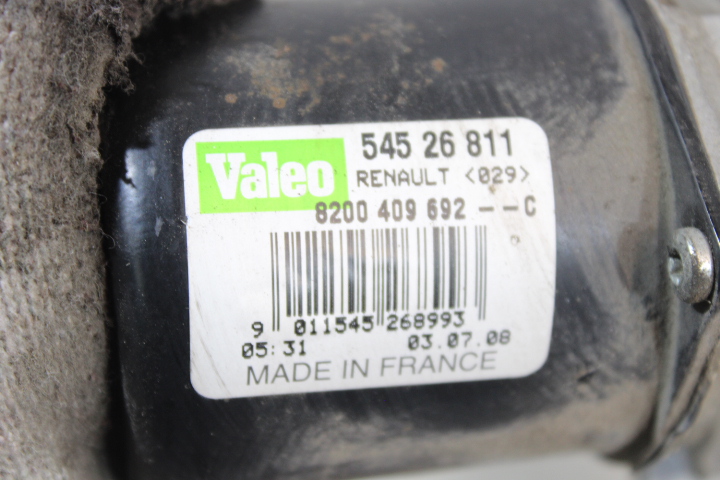 Valeo 545 26 811
RENAULT <029>
8200 409 692 --C
9 011545 268993
05:31 03.07.08
MADE IN FRANCE